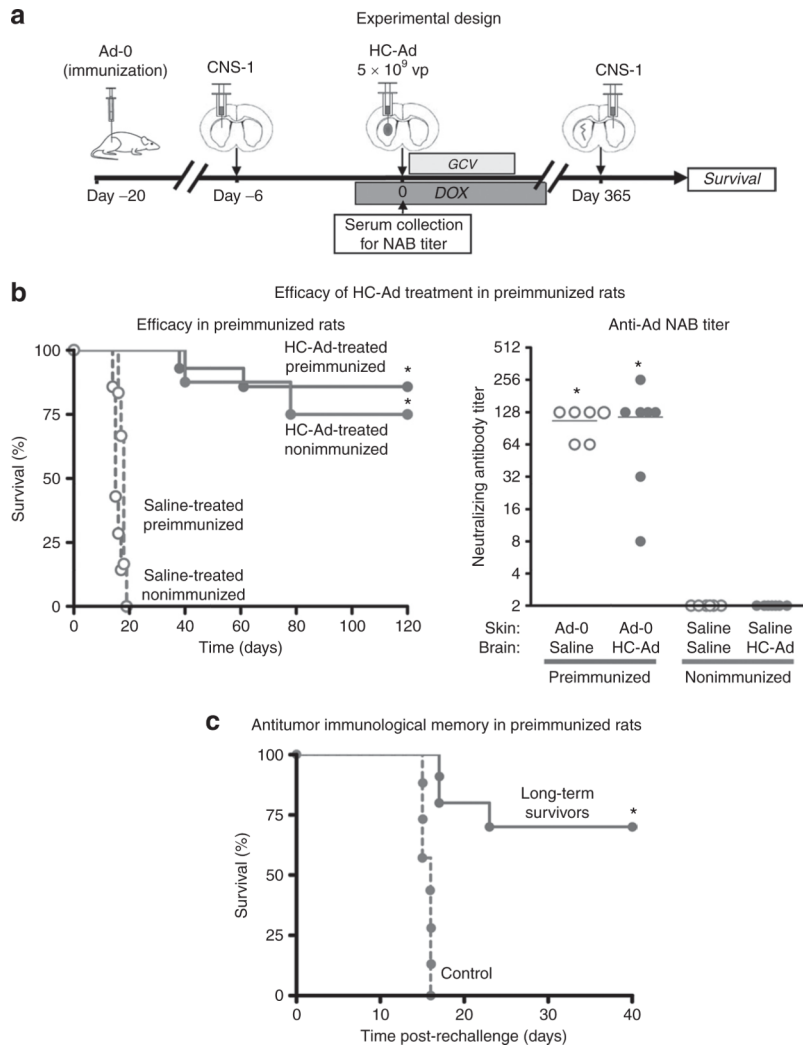 a
Experimental design
Ad-0
(immunization)
CNS-1
HC-Ad
5 × 10⁹ vp
CNS-1
GCV
DOX
0
Day –20
Day –6
Day 365
Survival
Serum collection
for NAB titer
b
Efficacy of HC-Ad treatment in preimmunized rats
Efficacy in preimmunized rats
HC-Ad-treated
preimmunized
*
*
HC-Ad-treated
nonimmunized
Saline-treated
preimmunized
Saline-treated
nonimmunized
Survival (%)
100
75
50
25
0
0 20 40 60 80 100 120
Time (days)
Anti-Ad NAB titer
Neutralizing antibody titer
512
256
128
64
32
16
8
4
2
*
*
Skin: Ad-0 Ad-0 Saline Saline
Brain: Saline HC-Ad Saline HC-Ad
Preimmunized Nonimmunized
c
Antitumor immunological memory in preimmunized rats
Survival (%)
100
75
50
25
0
Long-term
survivors
*
Control
0 10 20 30 40
Time post-rechallenge (days)